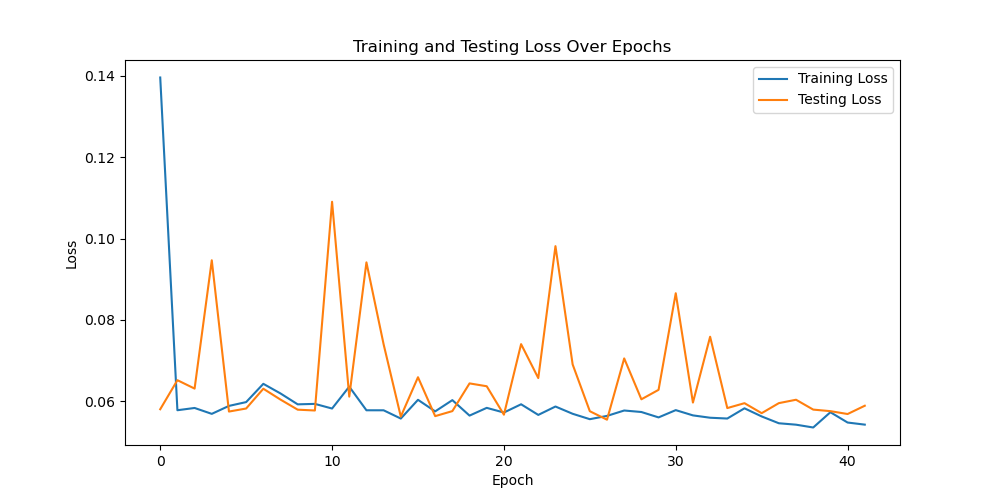 Training and Testing Loss Over Epochs
Training Loss
Testing Loss
0.14
0.12
0.10
0.08
0.06
Loss
0
10
20
30
40
Epoch